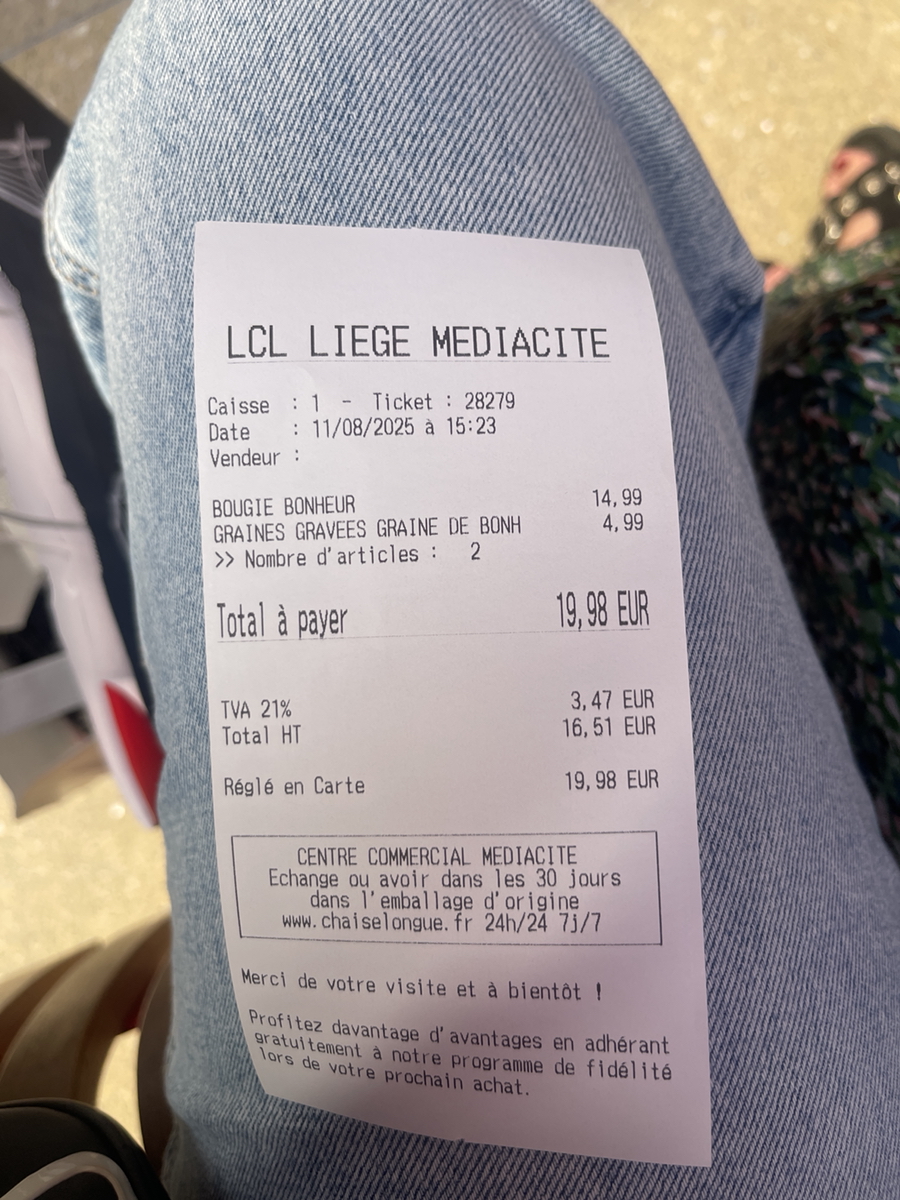 LCL LIEGE MEDIACITE
Caisse : 1 - Ticket : 28279
Date : 11/08/2025 à 15:23
Vendeur :
BOUGIE BONHEUR 14,99
GRAINES GRAVEES GRAINE DE BONH 4,99
>> Nombre d'articles : 2
Total à payer 19,98 EUR
TVA 21% 3,47 EUR
Total HT 16,51 EUR
Réglé en Carte 19,98 EUR
CENTRE COMMERCIAL MEDIACITE
Echange ou avoir dans les 30 jours
dans l'emballage d'origine
www.chaiselongue.fr 24h/24 7j/7
Merci de votre visite et à bientôt !
Profitez davantage d'avantages en adhérant
gratuitement à notre programme de fidélité
lors de votre prochain achat.